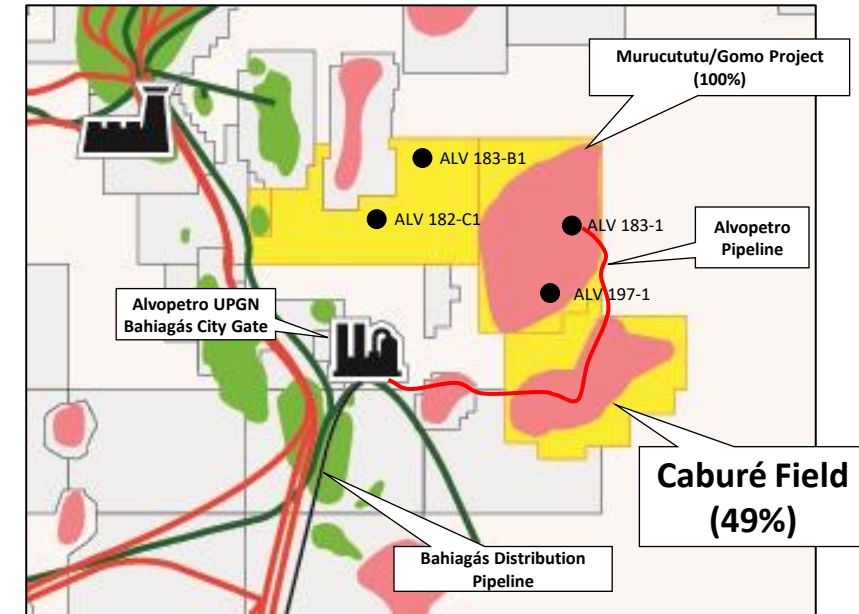 Murucututu/Gomo Project
(100%)
ALV 183-B1
ALV 182-C1
ALV 183-1
Alvopetro
Pipeline
ALV 197-1
Alvopetro UPGN
Bahiagás City Gate
Caburé Field
(49%)
Bahiagás Distribution
Pipeline